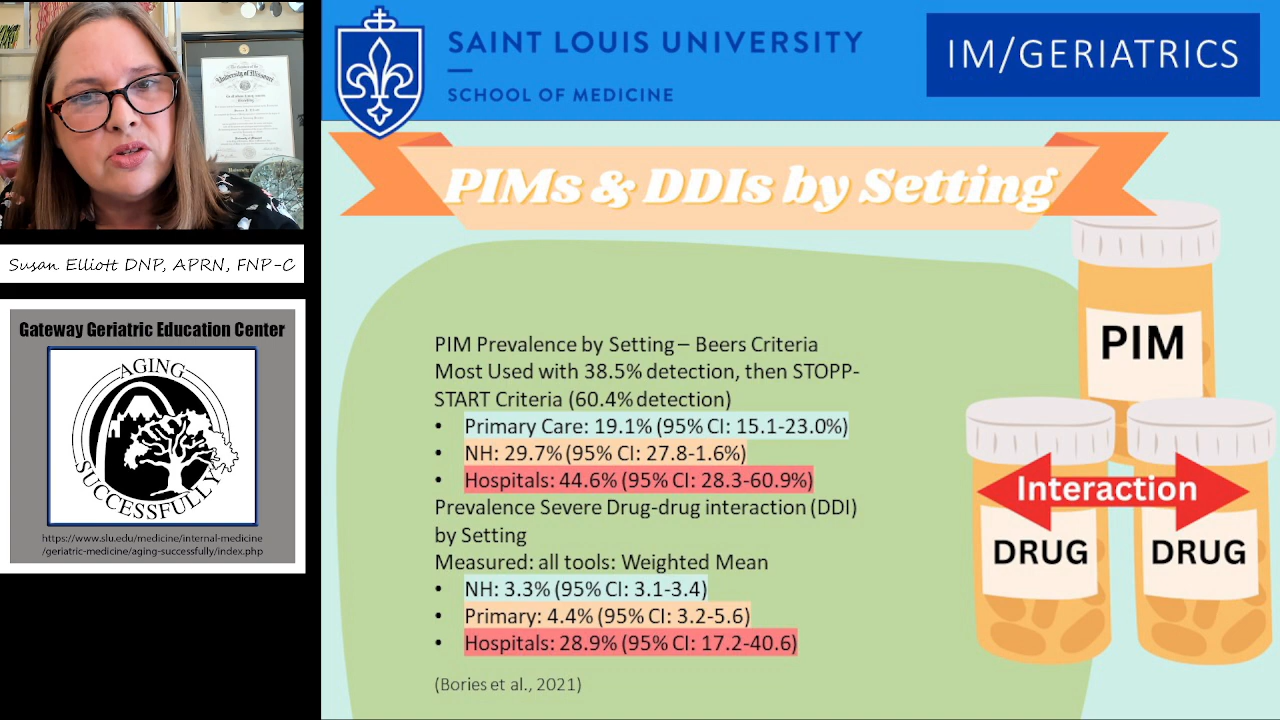 University of Missouri
Susan Elliott DNP, APRN, FNP-C
Gateway Geriatric Education Center
AGING
SUCCESSFULLY
https://www.slu.edu/medicine/internal-medicine
/geriatric-medicine/aging-successfully/index.php
SAINT LOUIS UNIVERSITY
SCHOOL OF MEDICINE
IM/GERIATRICS
PIMs & DDIs by Setting
PIM Prevalence by Setting – Beers Criteria
Most Used with 38.5% detection, then STOPP-
START Criteria (60.4% detection)
• Primary Care: 19.1% (95% CI: 15.1-23.0%)
• NH: 29.7% (95% CI: 27.8-1.6%)
• Hospitals: 44.6% (95% CI: 28.3-60.9%)
Prevalence Severe Drug-drug interaction (DDI)
by Setting
Measured: all tools: Weighted Mean
• NH: 3.3% (95% CI: 3.1-3.4)
• Primary: 4.4% (95% CI: 3.2-5.6)
• Hospitals: 28.9% (95% CI: 17.2-40.6)
(Bories et al., 2021)
PIM
Interaction
DRUG
DRUG